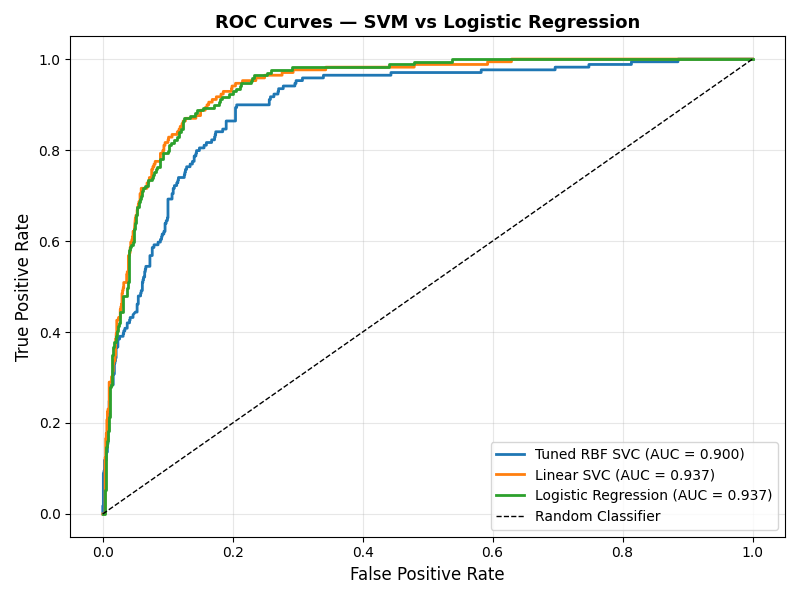 ROC Curves — SVM vs Logistic Regression
True Positive Rate
1.0
0.8
0.6
0.4
0.2
0.0
Tuned RBF SVC (AUC = 0.900)
Linear SVC (AUC = 0.937)
Logistic Regression (AUC = 0.937)
Random Classifier
0.0 0.2 0.4 0.6 0.8 1.0
False Positive Rate